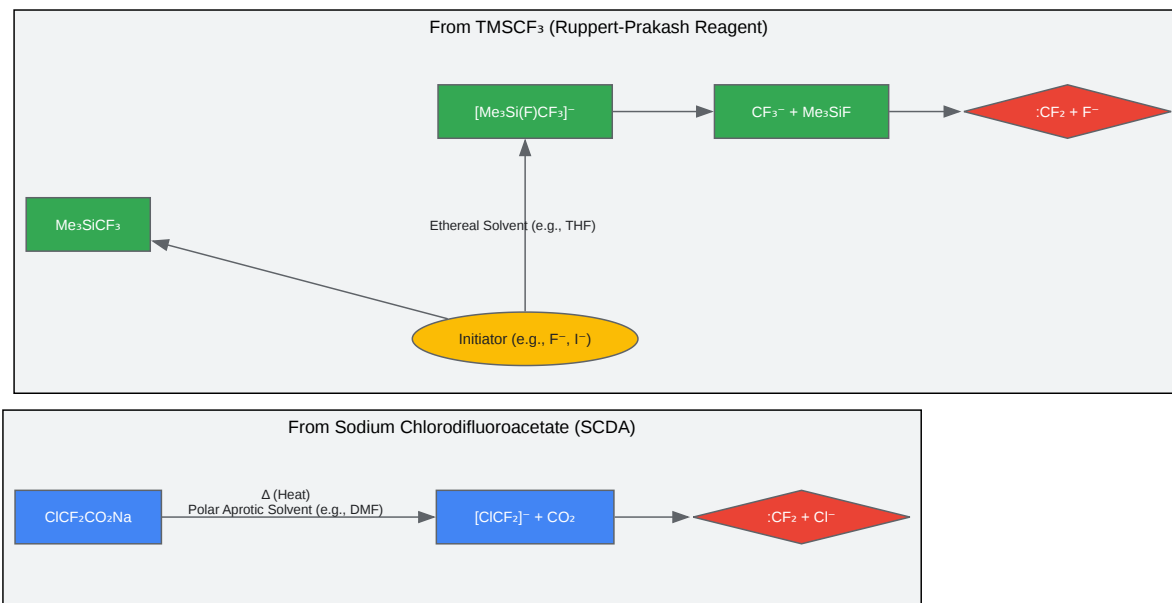 From TMSCF₃ (Ruppert-Prakash Reagent)
[Me₃Si(F)CF₃]⁻
CF₃⁻ + Me₃SiF
:CF₂ + F⁻
Me₃SiCF₃
Ethereal Solvent (e.g., THF)
Initiator (e.g., F⁻, I⁻)
From Sodium Chlorodifluoroacetate (SCDA)
ClCF₂CO₂Na
Δ (Heat)
Polar Aprotic Solvent (e.g., DMF)
[ClCF₂]⁻ + CO₂
:CF₂ + Cl⁻